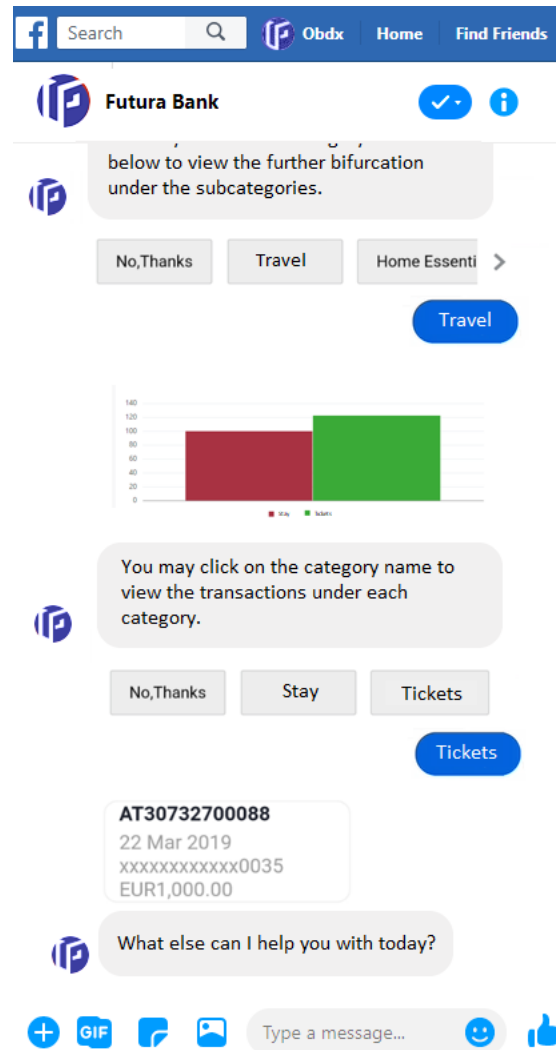 Search
Obdx
Home
Find Friends
Futura Bank
below to view the further bifurcation
under the subcategories.
No,Thanks
Travel
Home Essenti
Travel
140
120
100
80
60
40
20
0
Stay
Tickets
You may click on the category name to
view the transactions under each
category.
No,Thanks
Stay
Tickets
Tickets
AT30732700088
22 Mar 2019
xxxxxxxxxxxx0035
EUR1,000.00
What else can I help you with today?
GIF
Type a message...